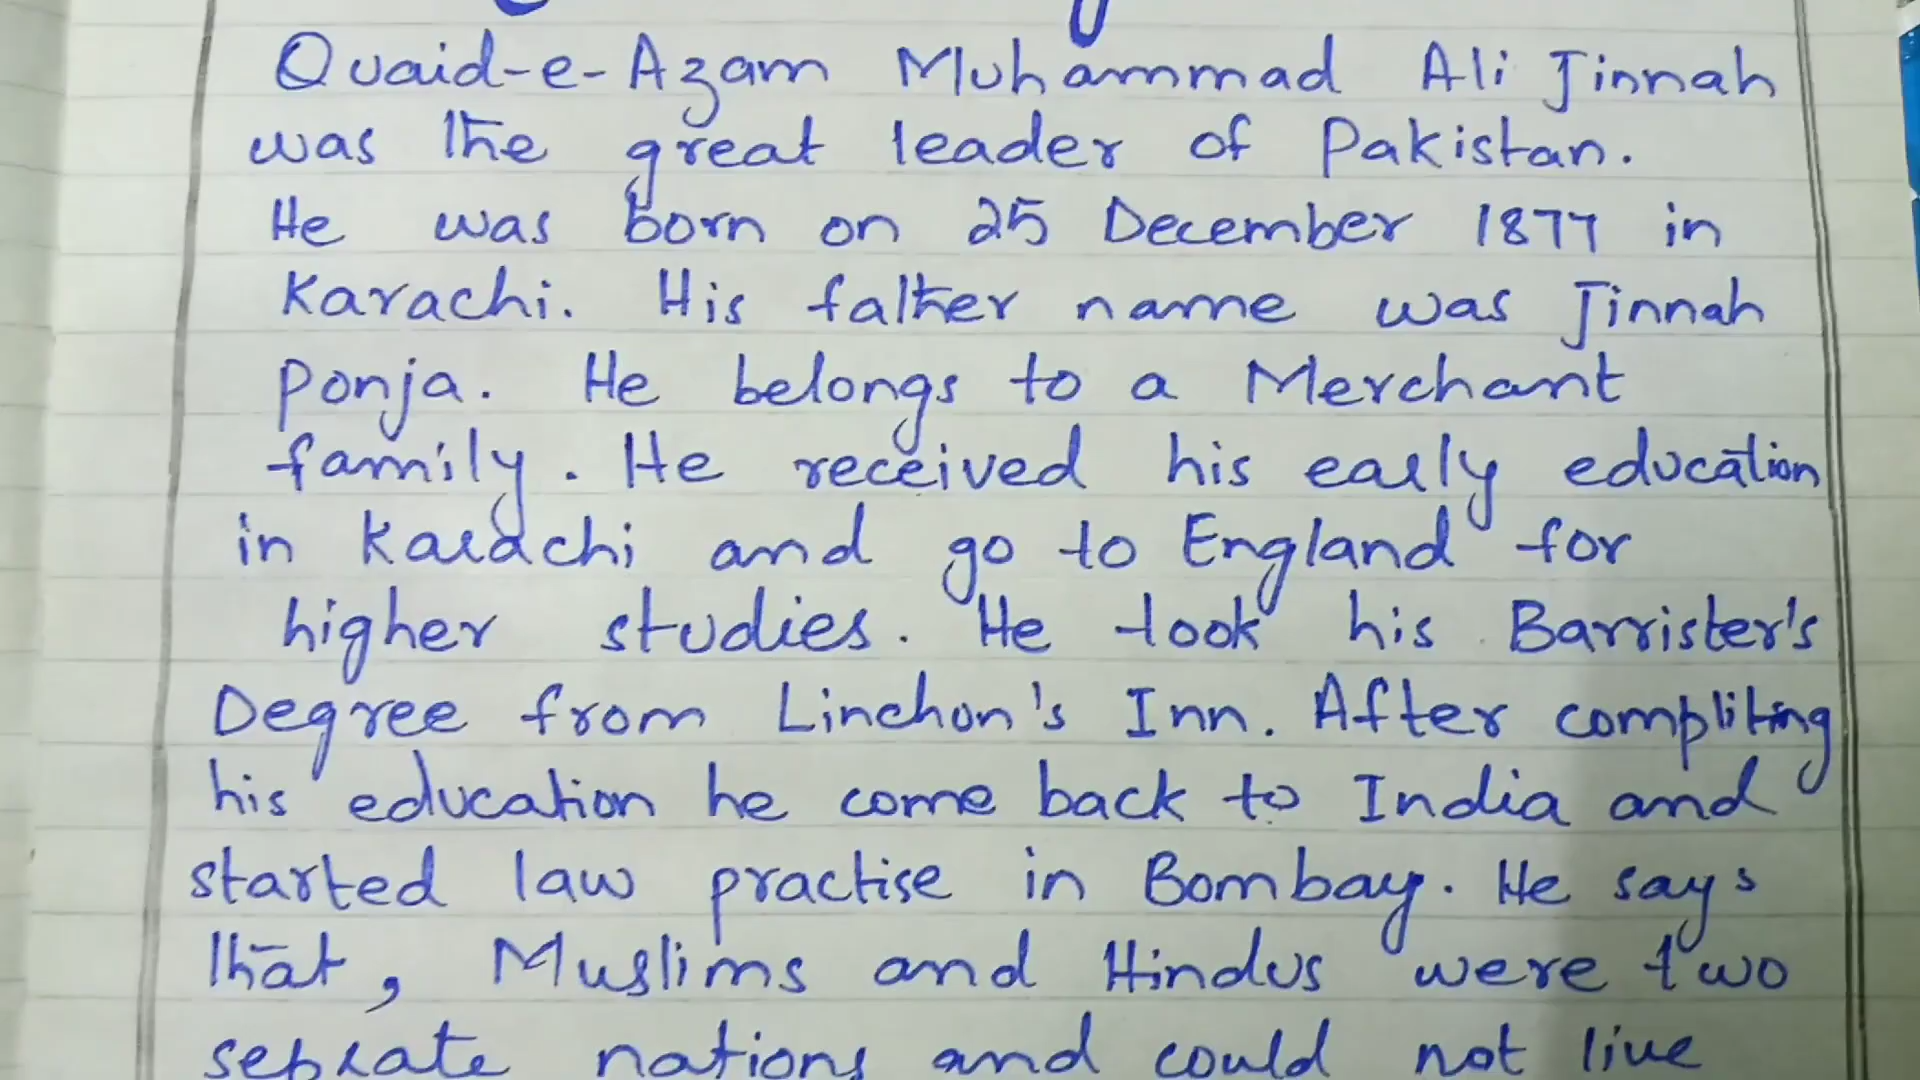 Quaid-e-Azam Muhammad Ali Jinnah
was the great leader of Pakistan.
He was born on 25 December 1877 in
Karachi. His father name was Jinnah
Ponja. He belongs to a Merchant
family. He received his early education
in Karachi and go to England for
higher studies. He took his Barrister's
Degree from Linchon's Inn. After compliting
his education he come back to India and
started law practise in Bombay. He says
that, Muslims and Hindus were two
seprate nations and could not live